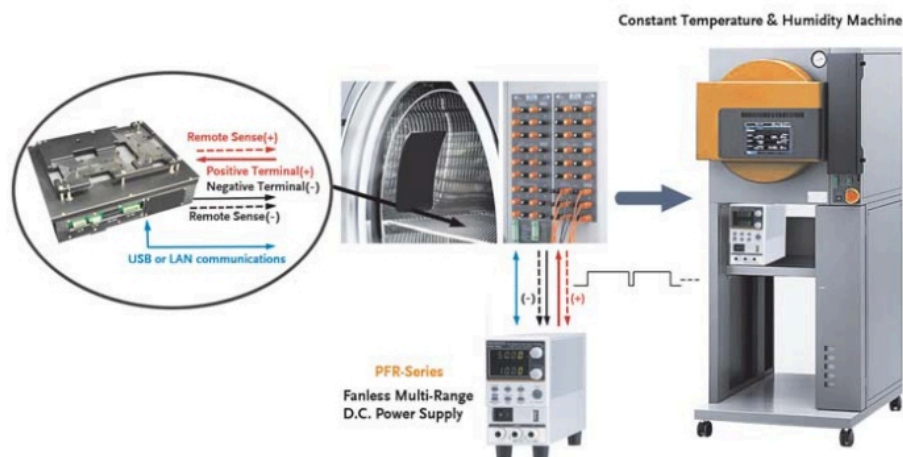 Constant Temperature & Humidity Machine
Remote Sense(+)
Positive Terminal(+)
Negative Terminal(-)
Remote Sense(-)
USB or LAN communications
(-)
(+)
PFR-Series
Fanless Multi-Range
D.C. Power Supply